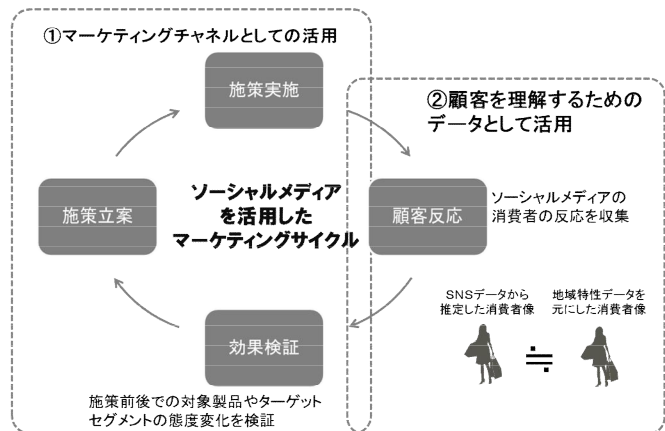 ①マーケティングチャネルとしての活用
施策実施
②顧客を理解するための
データとして活用
施策立案
ソーシャルメディア
を活用した
マーケティングサイクル
顧客反応
ソーシャルメディアの
消費者の反応を収集
効果検証
SNSデータから
推定した消費者像
地域特性データを
元にした消費者像
≒
施策前後での対象製品やターゲット
セグメントの態度変化を検証